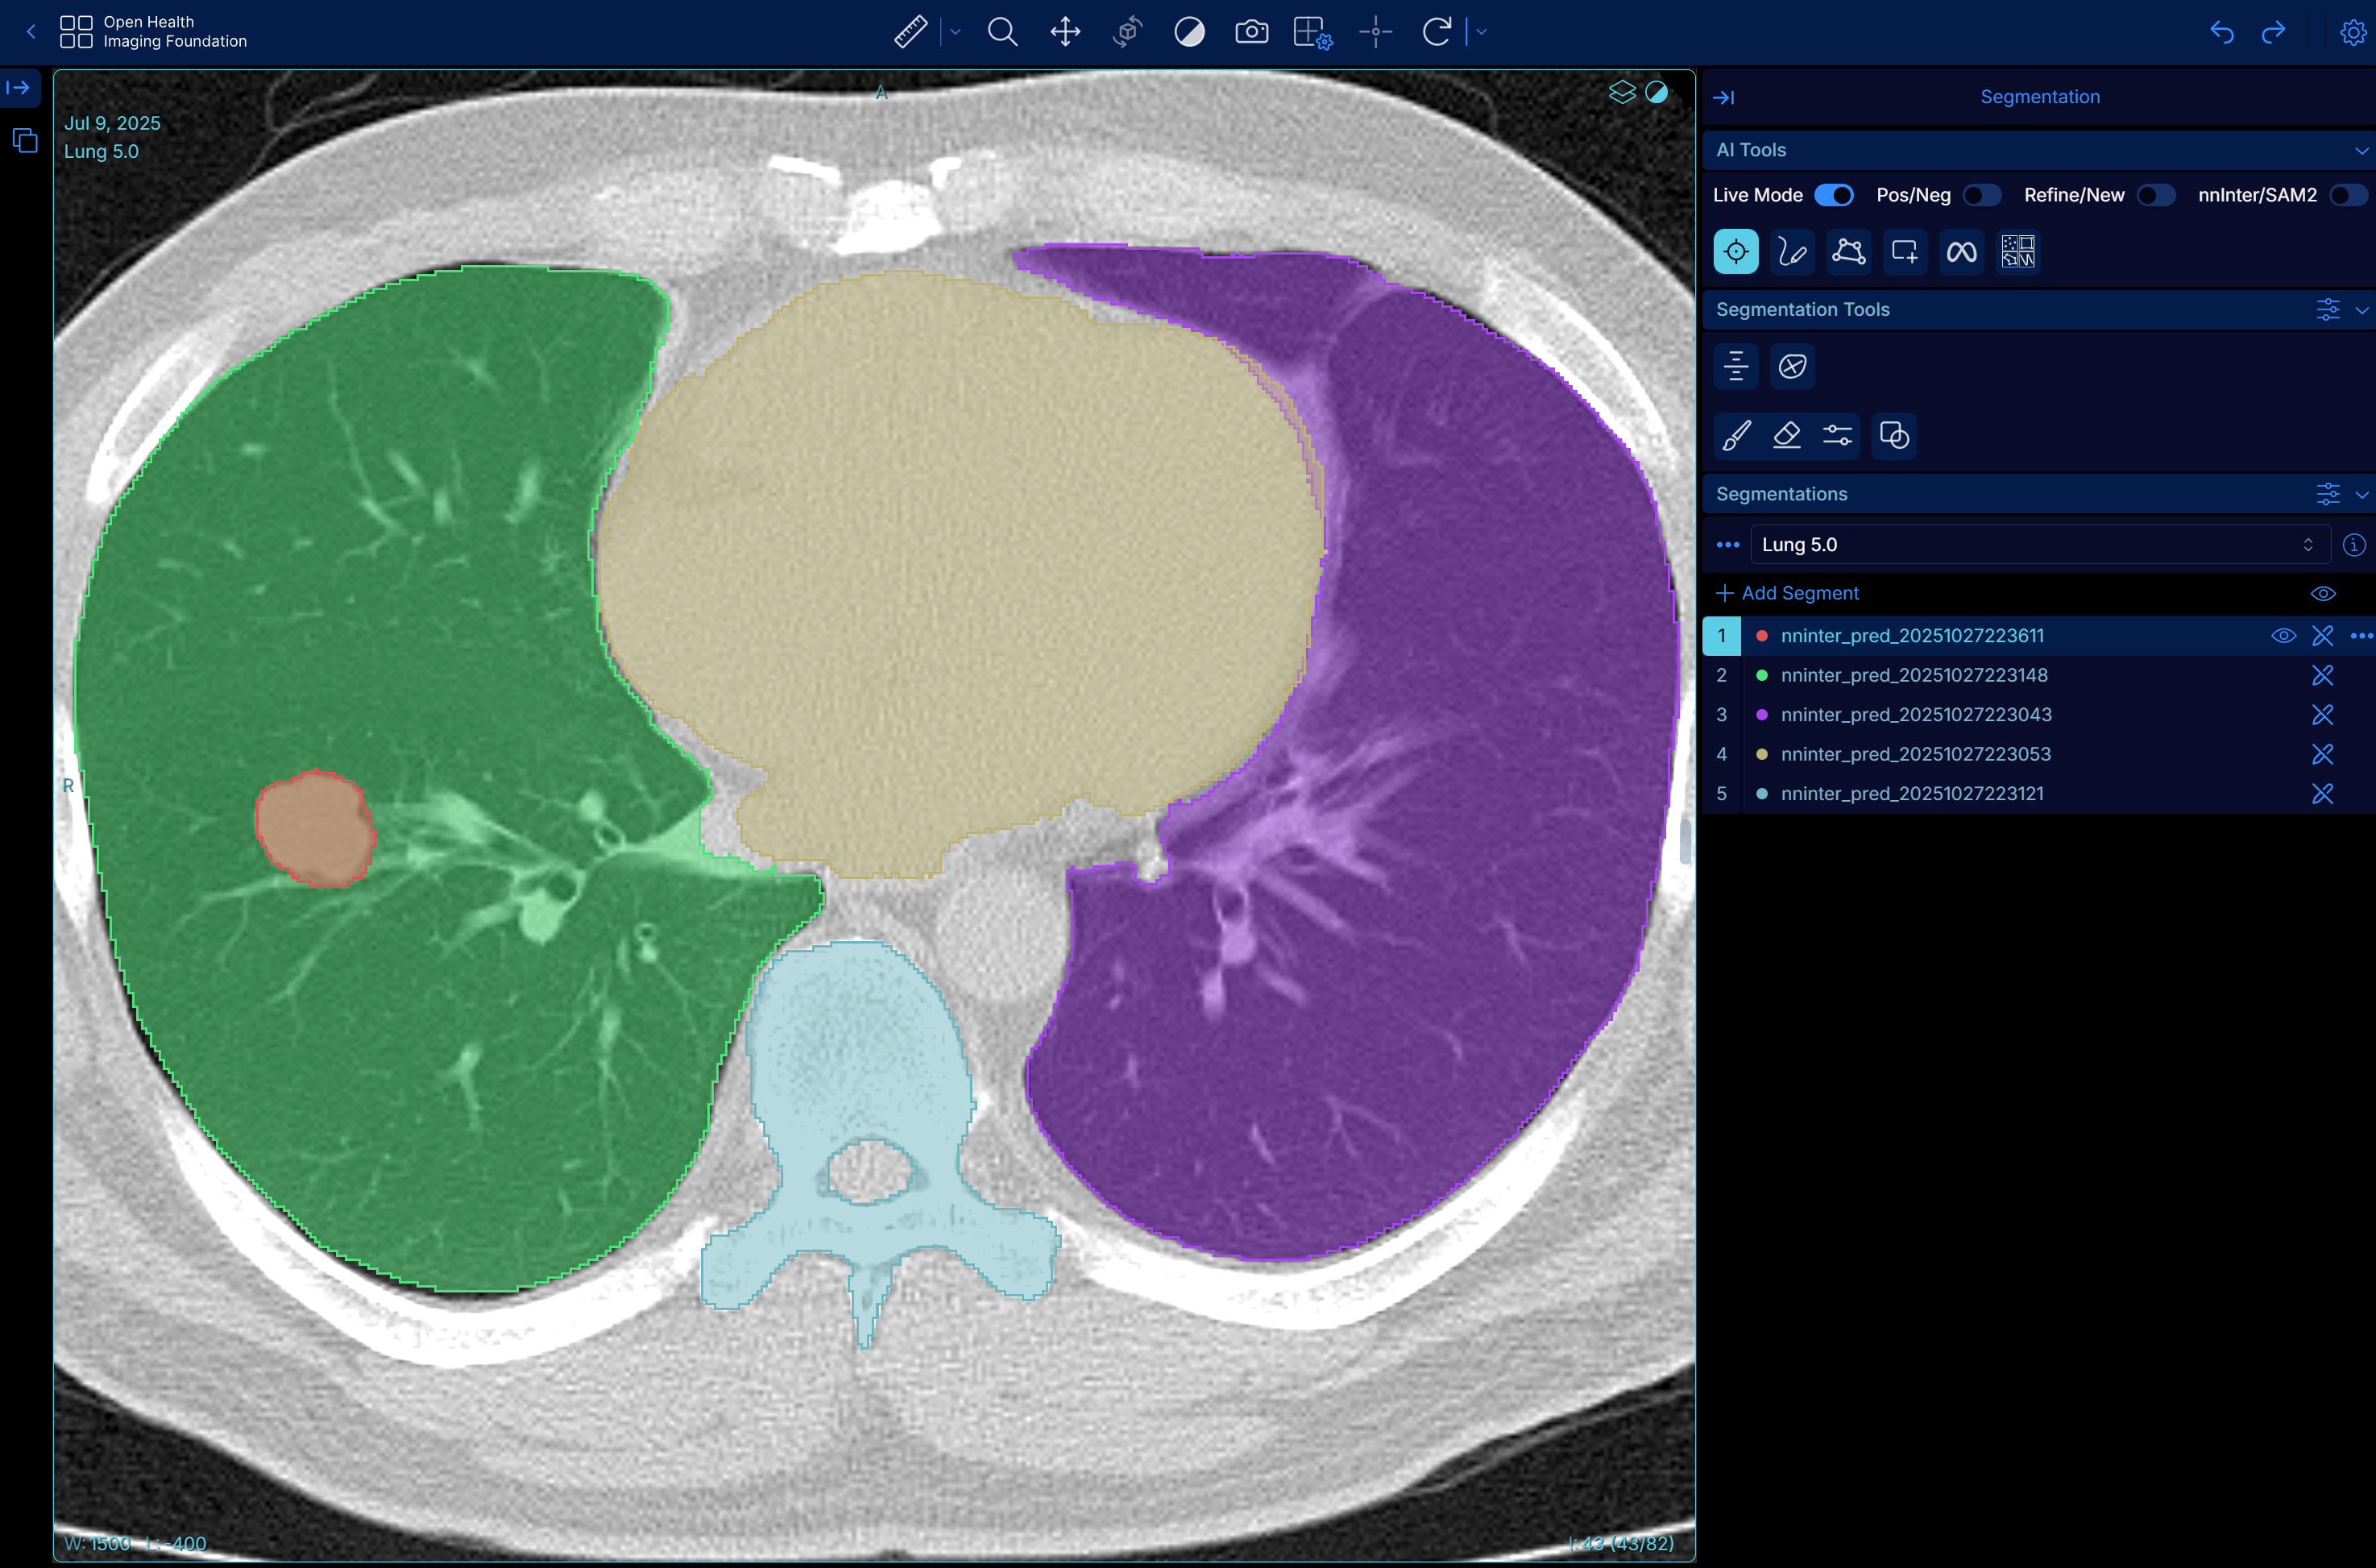 Open Health
Imaging Foundation
A
Jul 9, 2025
Lung 5.0
R
W: 1500 L: -400
I: 43 (43/82)
Segmentation
AI Tools
Live Mode Pos/Neg Refine/New nnInter/SAM2
Segmentation Tools
Segmentations
Lung 5.0
Add Segment
1 nninter_pred_20251027223611
2 nninter_pred_20251027223148
3 nninter_pred_20251027223043
4 nninter_pred_20251027223053
5 nninter_pred_20251027223121